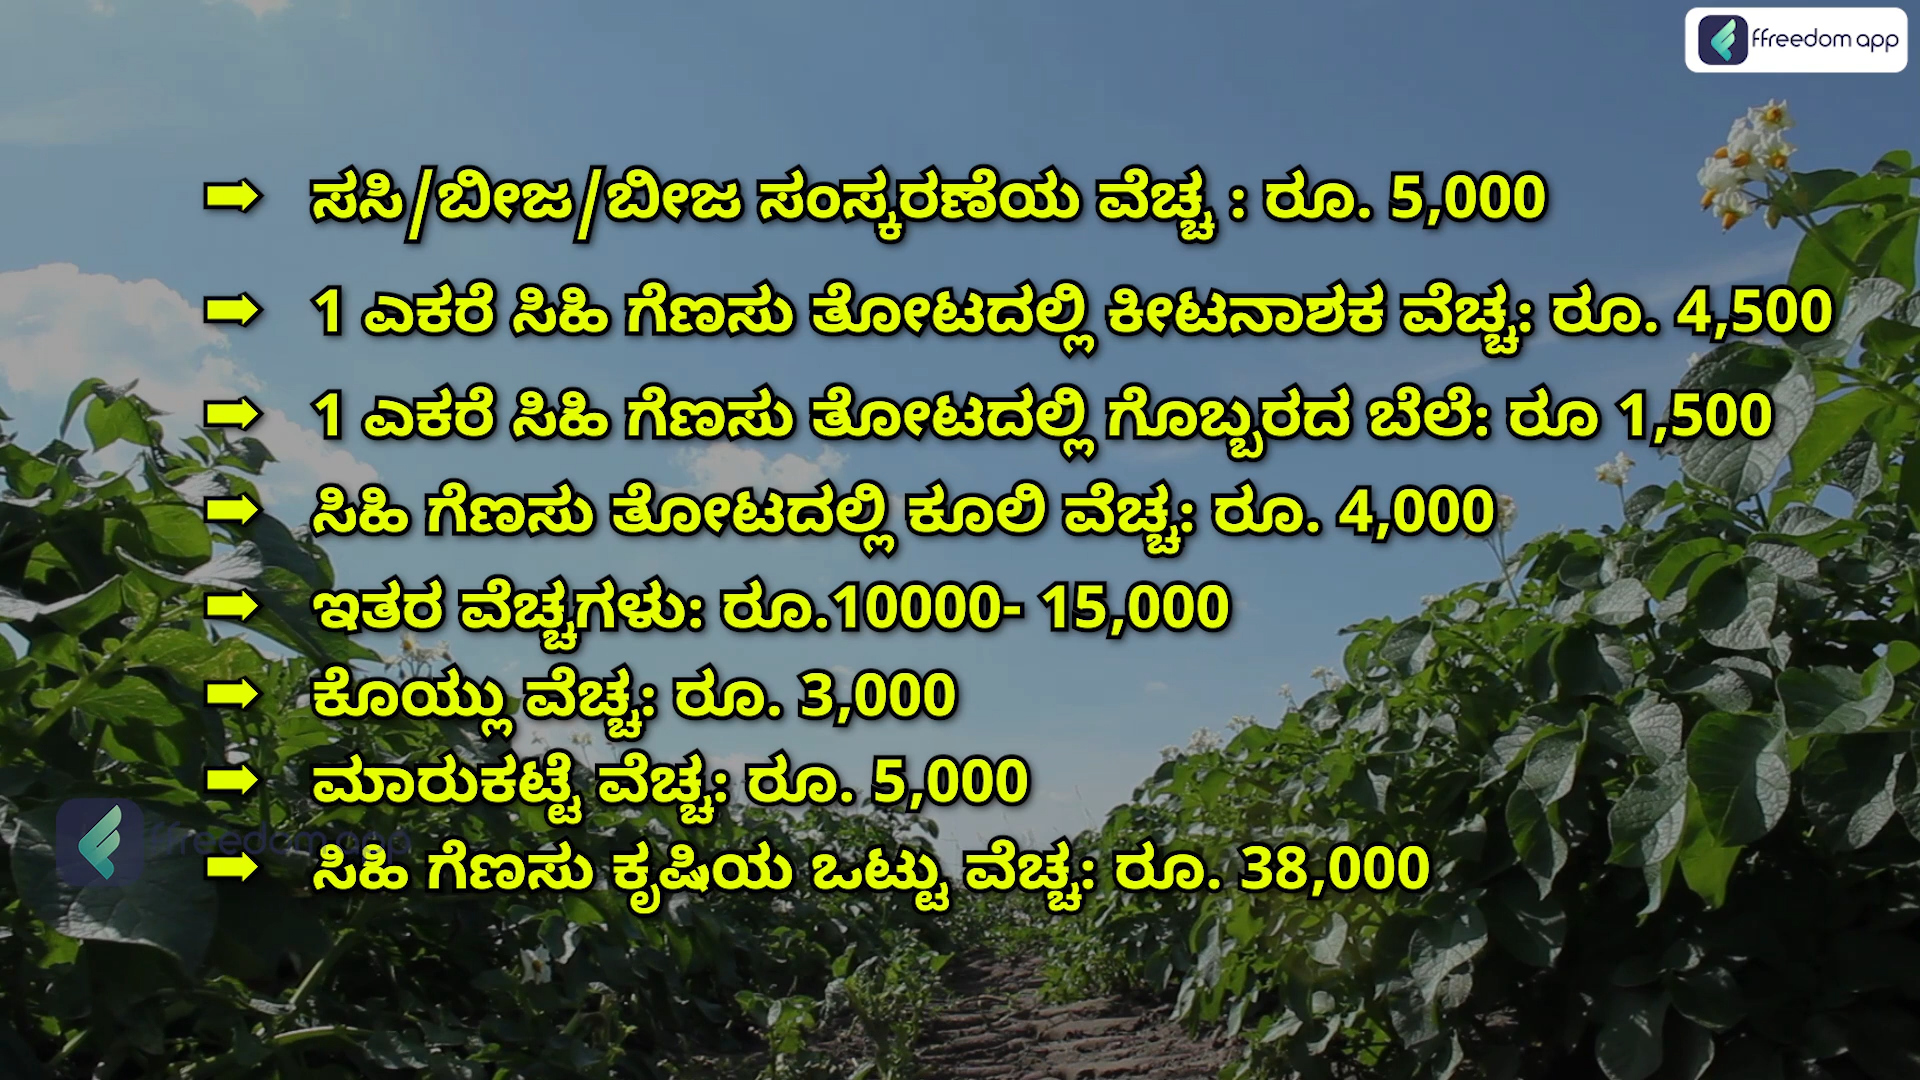 ffreedom app
ಸಸಿ/ಬೀಜ/ಬೀಜ ಸಂಸ್ಕರಣೆಯ ವೆಚ್ಚ : ರೂ. 5,000
1 ಎಕರೆ ಸಿಹಿ ಗೆಣಸು ತೋಟದಲ್ಲಿ ಕೀಟನಾಶಕ ವೆಚ್ಚ: ರೂ. 4,500
1 ಎಕರೆ ಸಿಹಿ ಗೆಣಸು ತೋಟದಲ್ಲಿ ಗೊಬ್ಬರದ ಬೆಲೆ: ರೂ 1,500
ಸಿಹಿ ಗೆಣಸು ತೋಟದಲ್ಲಿ ಕೂಲಿ ವೆಚ್ಚ: ರೂ. 4,000
ಇತರ ವೆಚ್ಚಗಳು: ರೂ.10000- 15,000
ಕೊಯ್ಲು ವೆಚ್ಚ: ರೂ. 3,000
ಮಾರುಕಟ್ಟೆ ವೆಚ್ಚ: ರೂ. 5,000
ffreedom app
ಸಿಹಿ ಗೆಣಸು ಕೃಷಿಯ ಒಟ್ಟು ವೆಚ್ಚ: ರೂ. 38,000